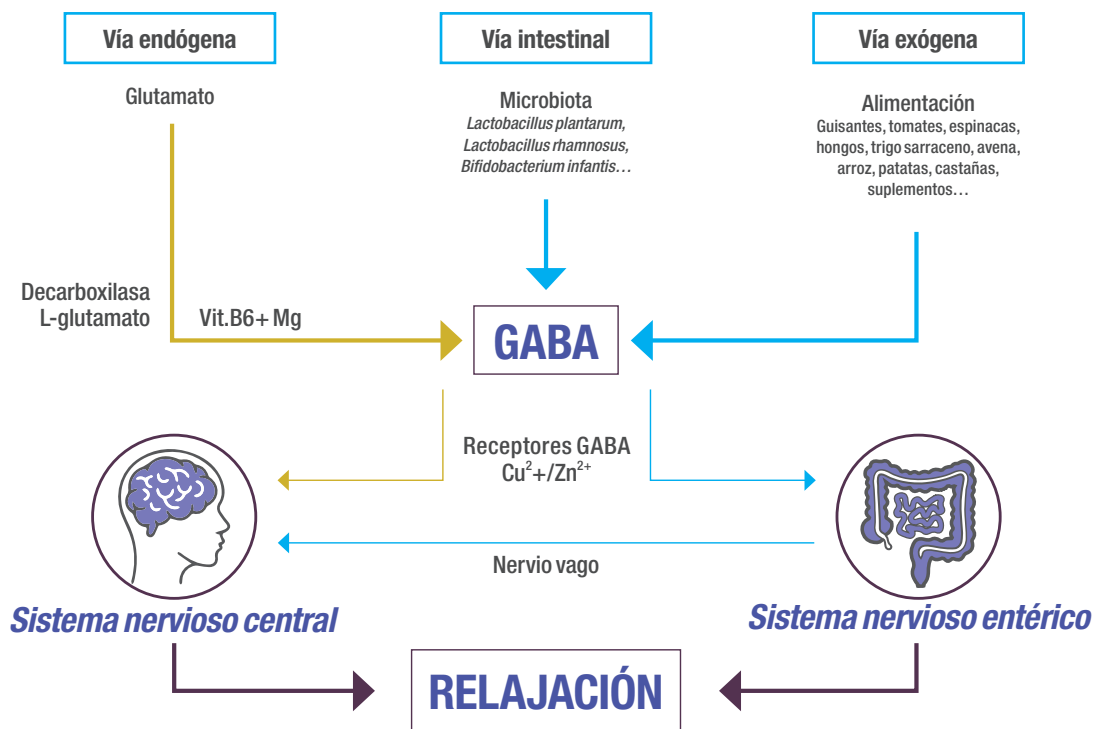 Vía endógena
Vía intestinal
Vía exógena
Glutamato
Microbiota
Lactobacillus plantarum,
Lactobacillus rhamnosus,
Bifidobacterium infantis…
Alimentación
Guisantes, tomates, espinacas,
hongos, trigo sarraceno, avena,
arroz, patatas, castañas,
suplementos…
Decarboxilasa
L-glutamato
Vit.B6+ Mg
GABA
Receptores GABA
Cu²+/Zn²⁺
Nervio vago
Sistema nervioso central
Sistema nervioso entérico
RELAJACIÓN